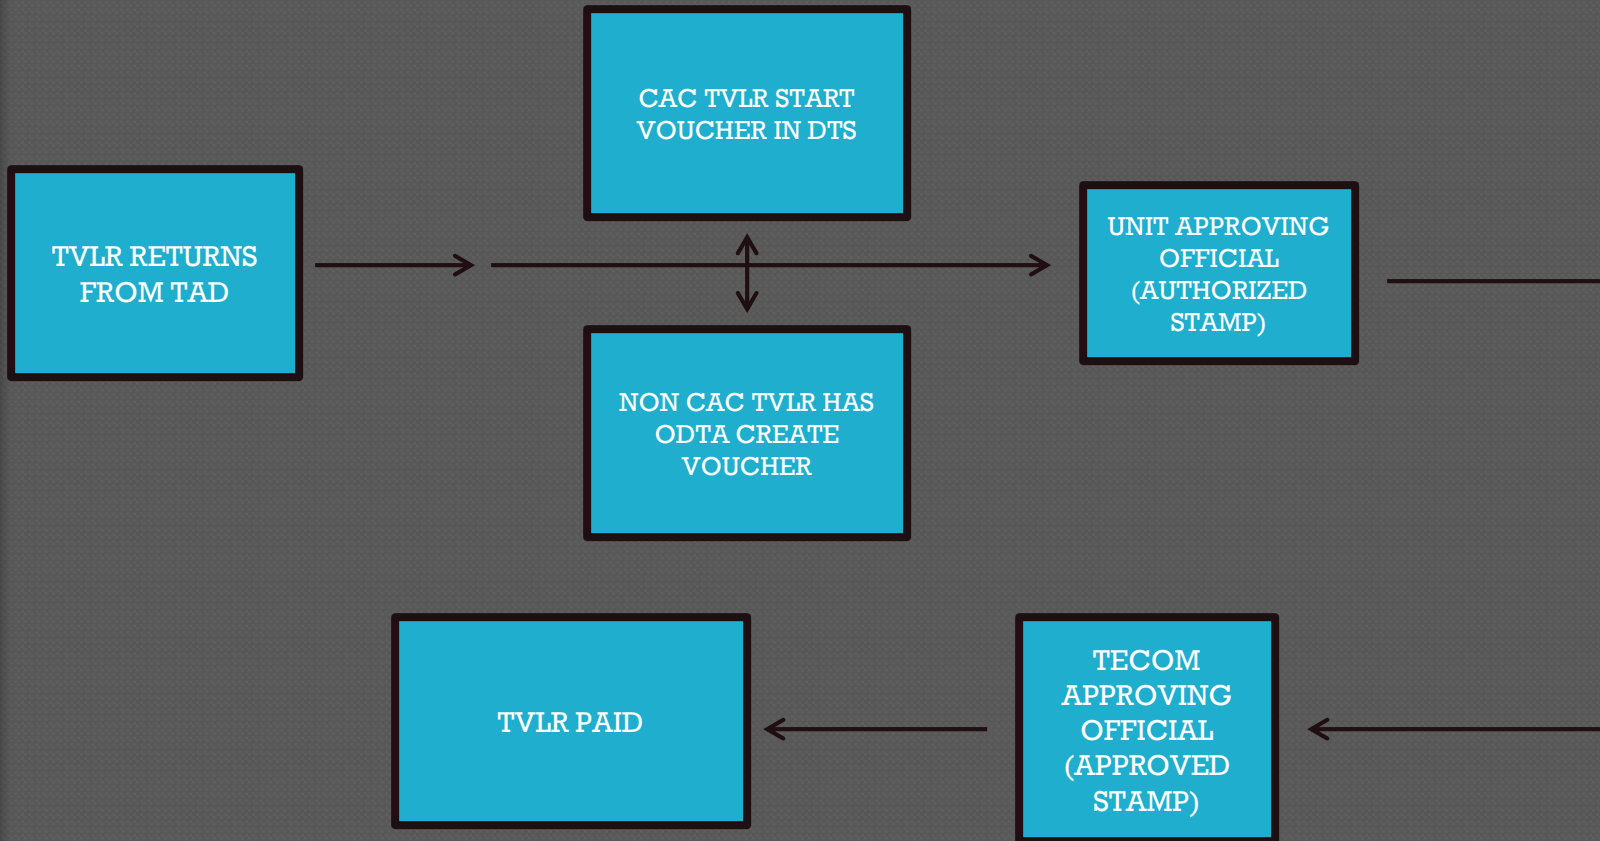 TVLR RETURNS
FROM TAD
CAC TVLR START
VOUCHER IN DTS
NON CAC TVLR HAS
ODTA CREATE
VOUCHER
UNIT APPROVING
OFFICIAL
(AUTHORIZED
STAMP)
TECOM
APPROVING
OFFICIAL
(APPROVED
STAMP)
TVLR PAID